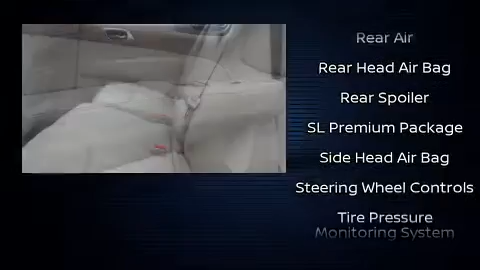 Rear Air
Rear Head Air Bag
Rear Spoiler
SL Premium Package
Side Head Air Bag
Steering Wheel Controls
Tire Pressure
Monitoring System